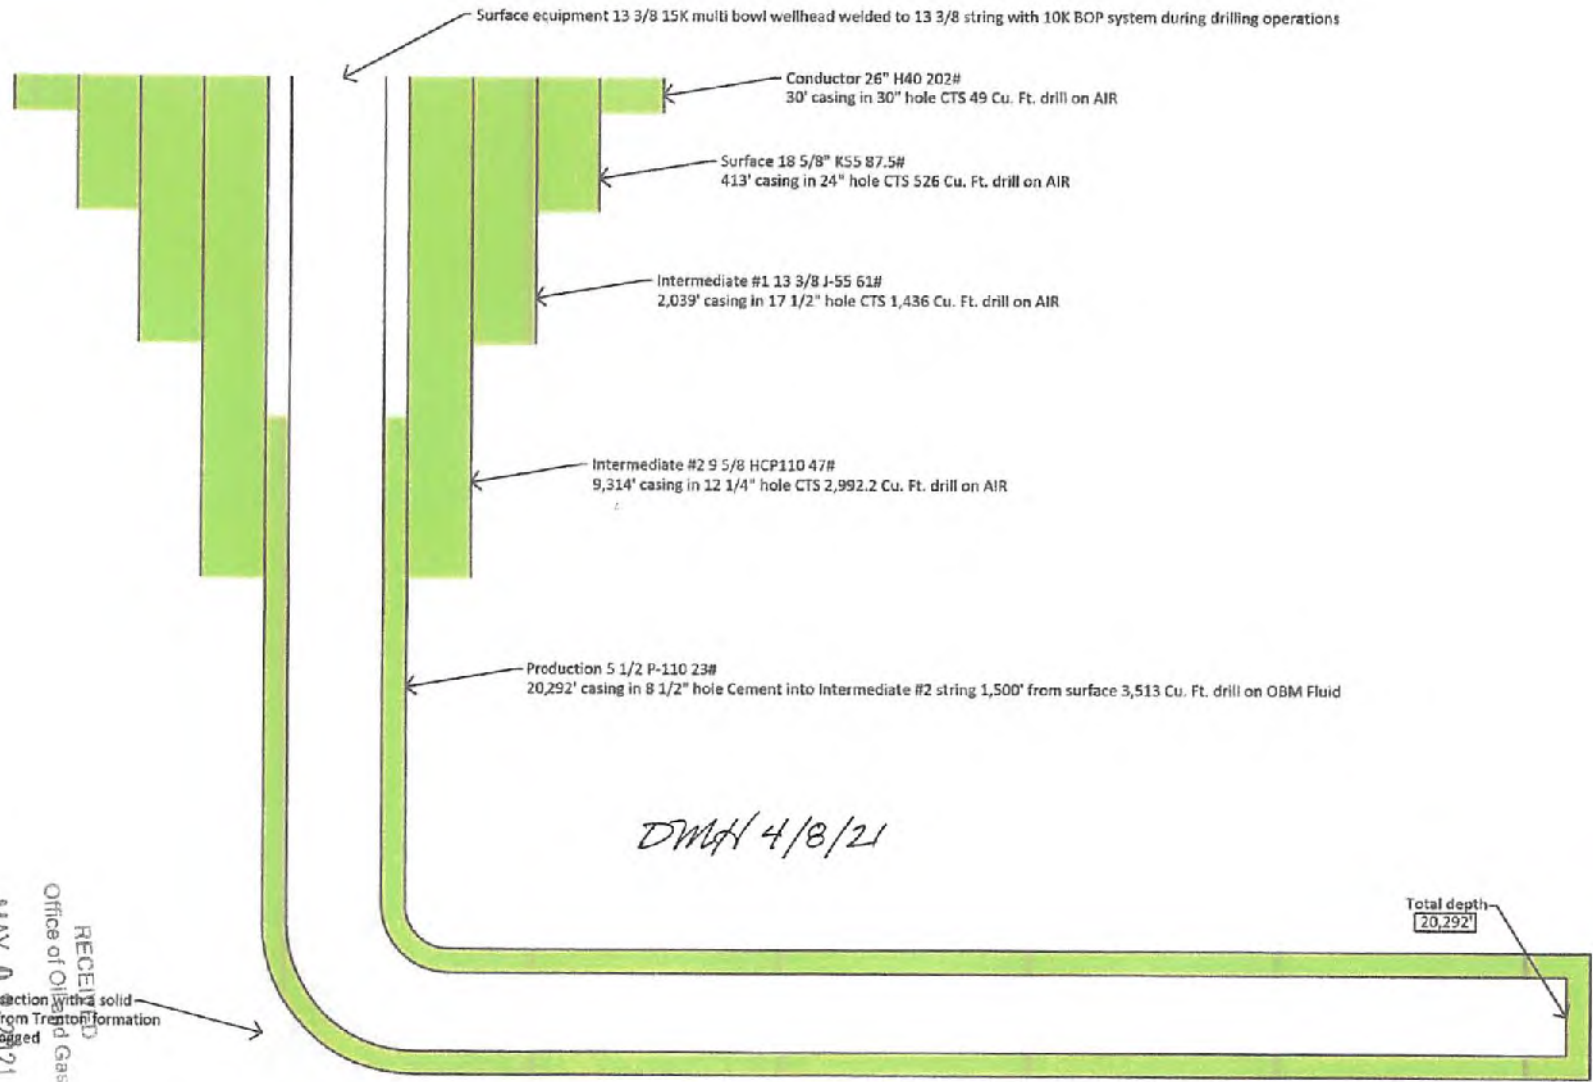 Surface equipment 13 3/8 15K multi bowl wellhead welded to 13 3/8 string with 10K BOP system during drilling operations
Conductor 26" H40 202#
30' casing in 30" hole CTS 49 Cu. Ft. drill on AIR
Surface 18 5/8" K55 87.5#
413' casing in 24" hole CTS 526 Cu. Ft. drill on AIR
Intermediate #1 13 3/8 J-55 61#
2,039' casing in 17 1/2" hole CTS 1,436 Cu. Ft. drill on AIR
Intermediate #2 9 5/8 HCP110 47#
9,314' casing in 12 1/4" hole CTS 2,992.2 Cu. Ft. drill on AIR
Production 5 1/2 P-110 23#
20,292' casing in 8 1/2" hole Cement into Intermediate #2 string 1,500' from surface 3,513 Cu. Ft. drill on OBM Fluid
DMH 4/8/21
Total depth
20,292'
section with a solid
from Trenton formation
RECEIVED
Office of Oil and Gas
MAY 2021